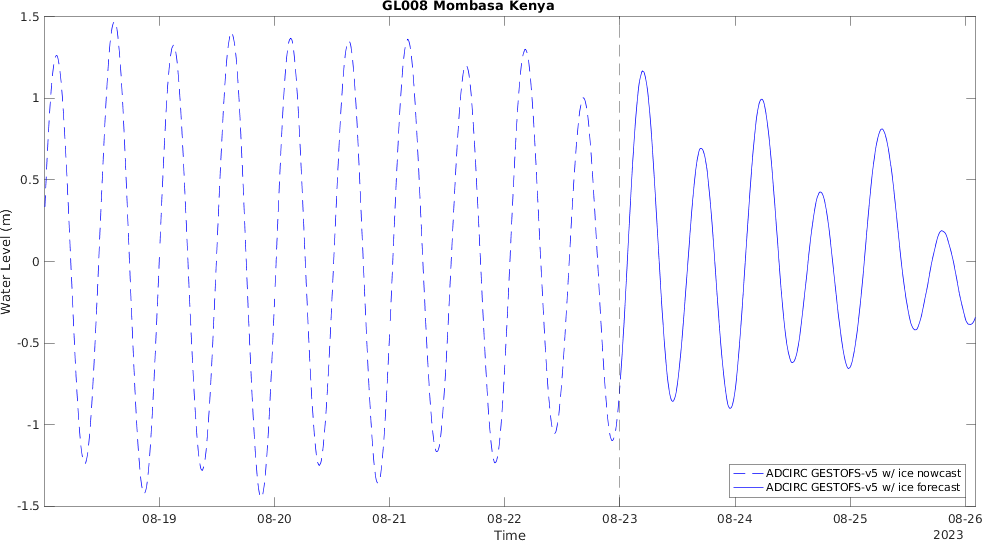 GL008 Mombasa Kenya
1.5
1
0.5
0
-0.5
-1
-1.5
Water Level (m)
ADCIRC GESTOFS-v5 w/ ice nowcast
ADCIRC GESTOFS-v5 w/ ice forecast
08-19 08-20 08-21 08-22 08-23 08-24 08-25 08-26
2023
Time